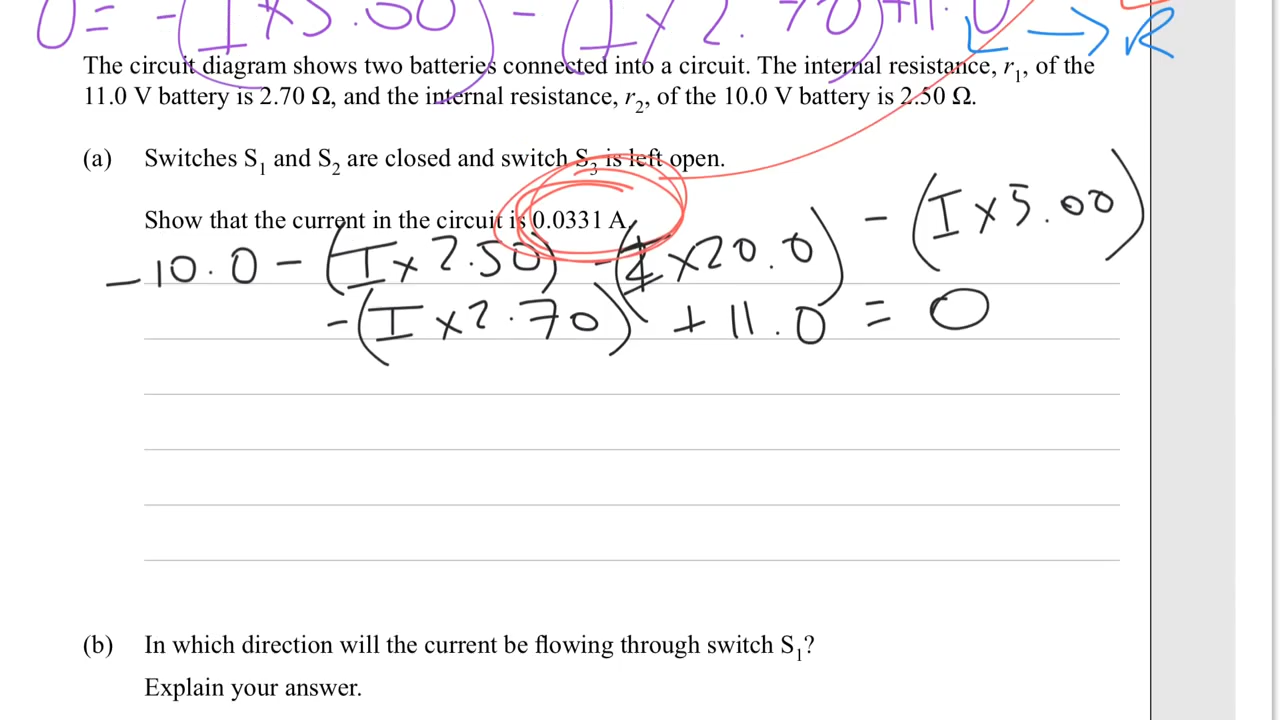 0 = -(I × 5.00) - (I × 2.70) + 11.0
L → R
The circuit diagram shows two batteries connected into a circuit. The internal resistance, r₁, of the
11.0 V battery is 2.70 Ω, and the internal resistance, r₂, of the 10.0 V battery is 2.50 Ω.
(a) Switches S₁ and S₂ are closed and switch S₃ is left open.
Show that the current in the circuit is 0.0331 A.
-10.0 - (I × 2.50) - (I × 20.0) - (I × 5.00)
-(I × 2.70) + 11.0 = 0
(b) In which direction will the current be flowing through switch S₁?
Explain your answer.